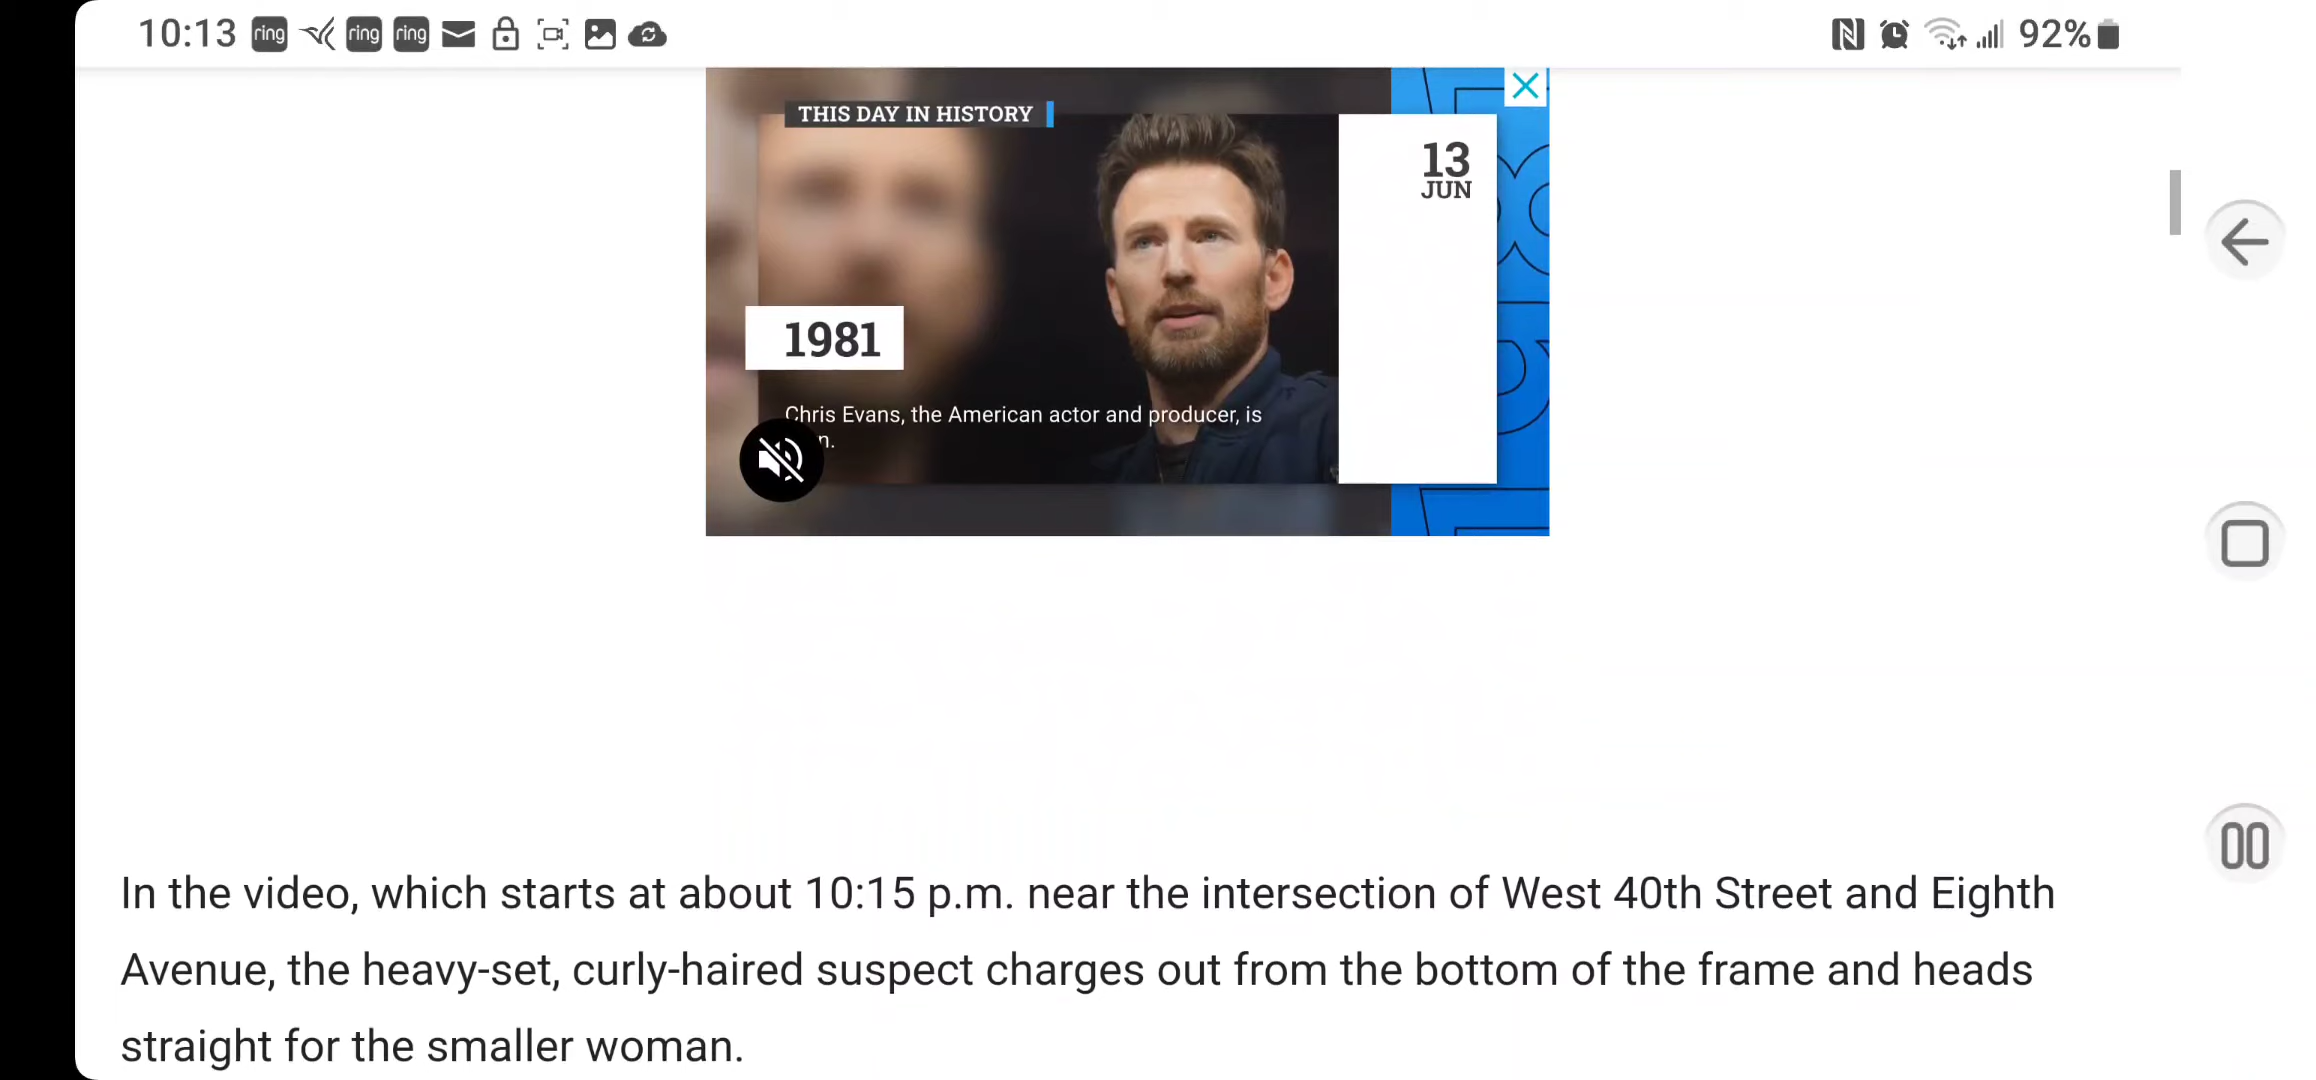 10:13 ring ring ring 92%
THIS DAY IN HISTORY
13
JUN
1981
Chris Evans, the American actor and producer, is
n.
In the video, which starts at about 10:15 p.m. near the intersection of West 40th Street and Eighth
Avenue, the heavy-set, curly-haired suspect charges out from the bottom of the frame and heads
straight for the smaller woman.